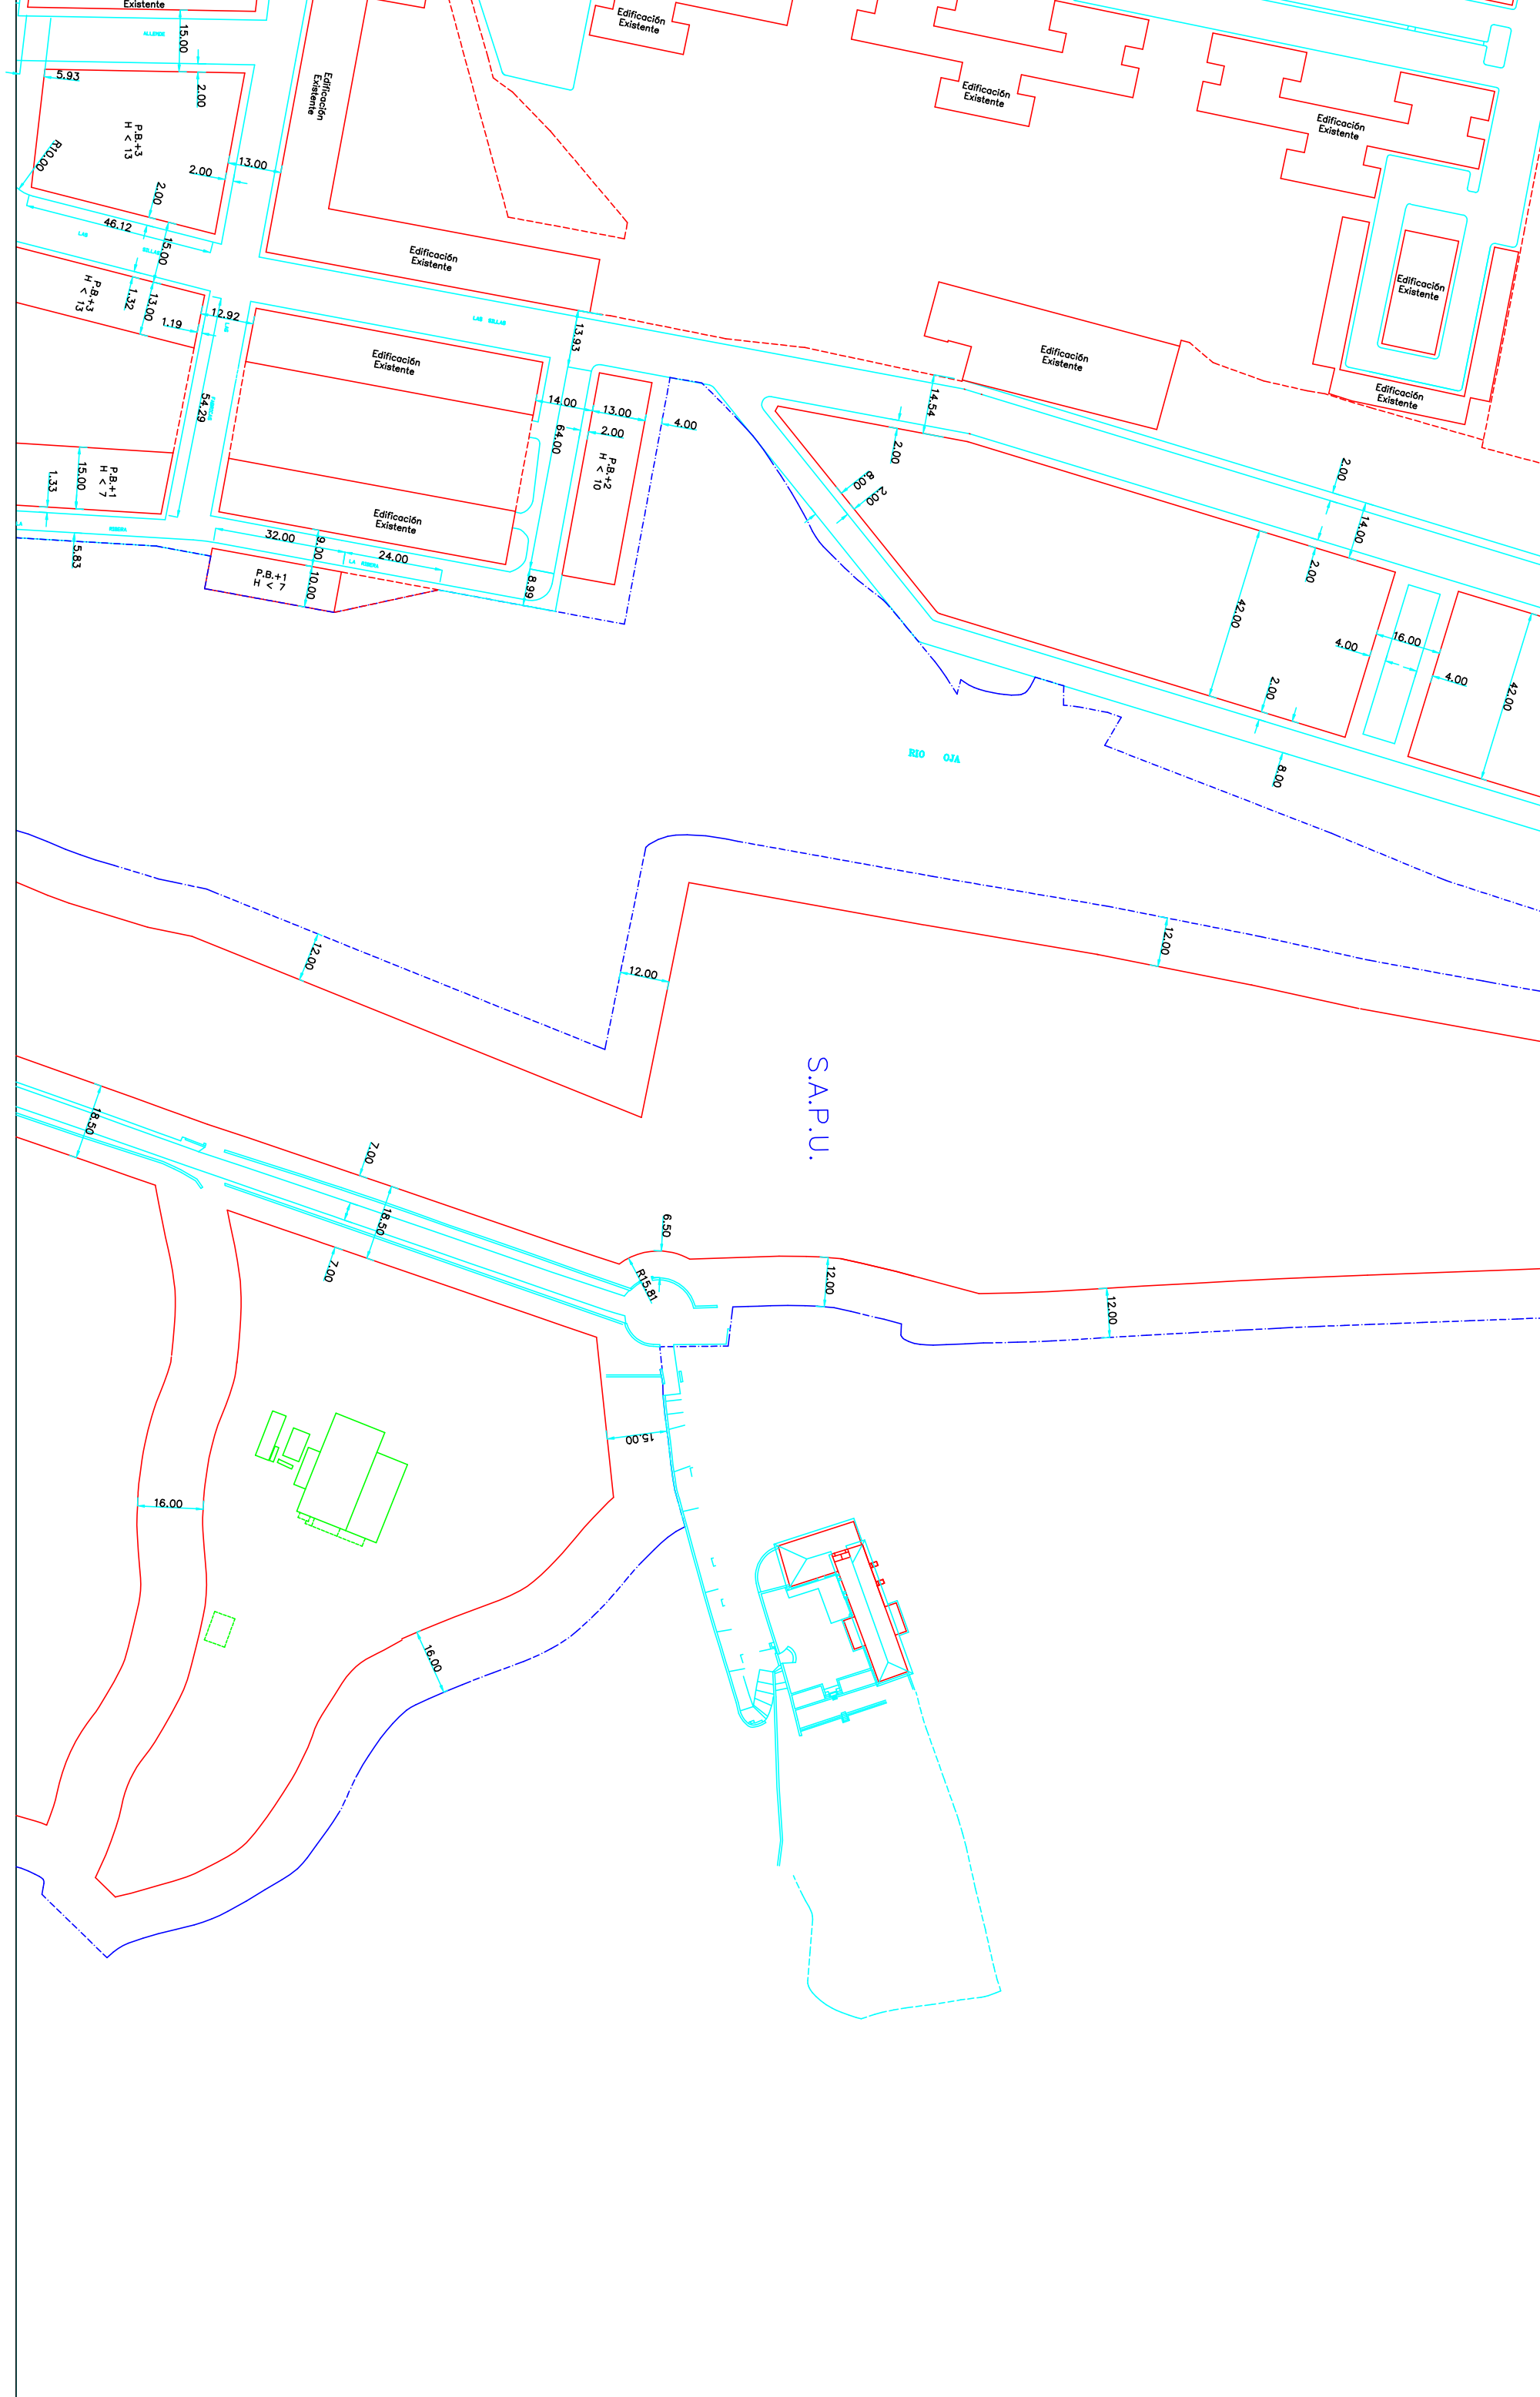 Existente
15.00
ALLENDE
5.93
2.00
P.B.+3
H < 13
R10.00
13.00
2.00
2.00
46.12
LAS
15.00
Edificación
Existente
Edificación
Existente
Edificación
Existente
Edificación
Existente
Edificación
Existente
Edificación
Existente
Edificación
Existente
Edificación
Existente
P.B.+3
H < 13
1.32
13.00
1.19
12.92
LAS
54.29
LAS
Edificación
Existente
13.93
14.00
13.00
64.00
2.00
P.B.+2
H < 10
4.00
14.54
2.00
8.00
2.00
2.00
14.00
2.00
42.00
16.00
4.00
4.00
42.00
2.00
8.00
15.00
P.B.+1
H < 7
1.33
LA
RIBERA
5.83
Edificación
Existente
32.00
9.00
24.00
LA RIBERA
P.B.+1
H < 7
10.00
8.99
RIO OJA
12.00
12.00
12.00
S.A.P.U.
18.50
7.00
18.50
7.00
6.50
R15.81
12.00
12.00
15.00
16.00
16.00